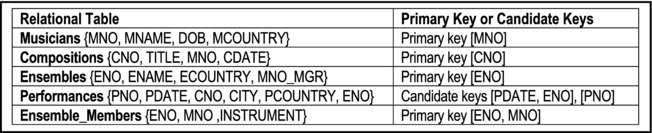 Relational Table Primary Key or Candidate Keys
Musicians {MNO, MNAME, DOB, MCOUNTRY} Primary key [MNO]
Compositions {CNO, TITLE, MNO, CDATE} Primary key [CNO]
Ensembles {ENO, ENAME, ECOUNTRY, MNO_MGR} Primary key [ENO]
Performances {PNO, PDATE, CNO, CITY, PCOUNTRY, ENO} Candidate keys [PDATE, ENO], [PNO]
Ensemble_Members {ENO, MNO ,INSTRUMENT} Primary key [ENO, MNO]